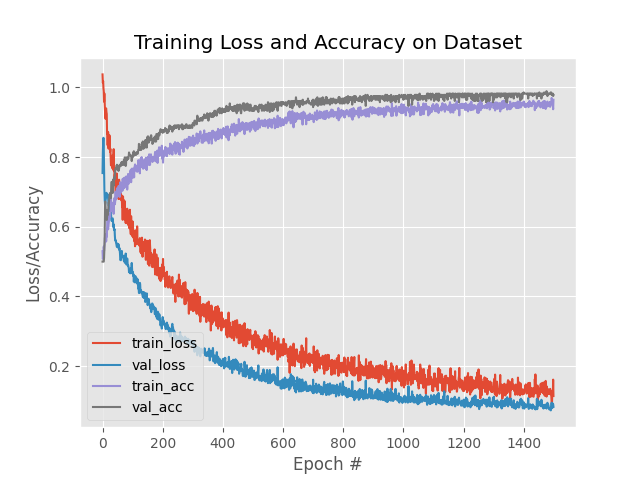 Training Loss and Accuracy on Dataset
Loss/Accuracy
1.0
0.8
0.6
0.4
0.2
train_loss
val_loss
train_acc
val_acc
0 200 400 600 800 1000 1200 1400
Epoch #